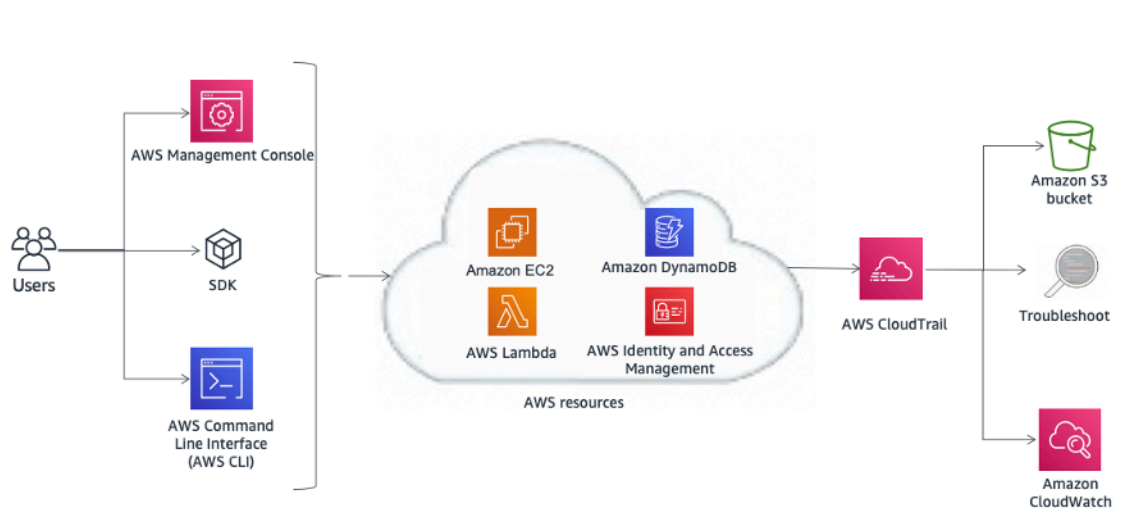 AWS Management Console
Users
SDK
AWS Command
Line Interface
(AWS CLI)
Amazon EC2
Amazon DynamoDB
AWS Lambda
AWS Identity and Access
Management
AWS resources
AWS CloudTrail
Amazon S3
bucket
Troubleshoot
Amazon
CloudWatch